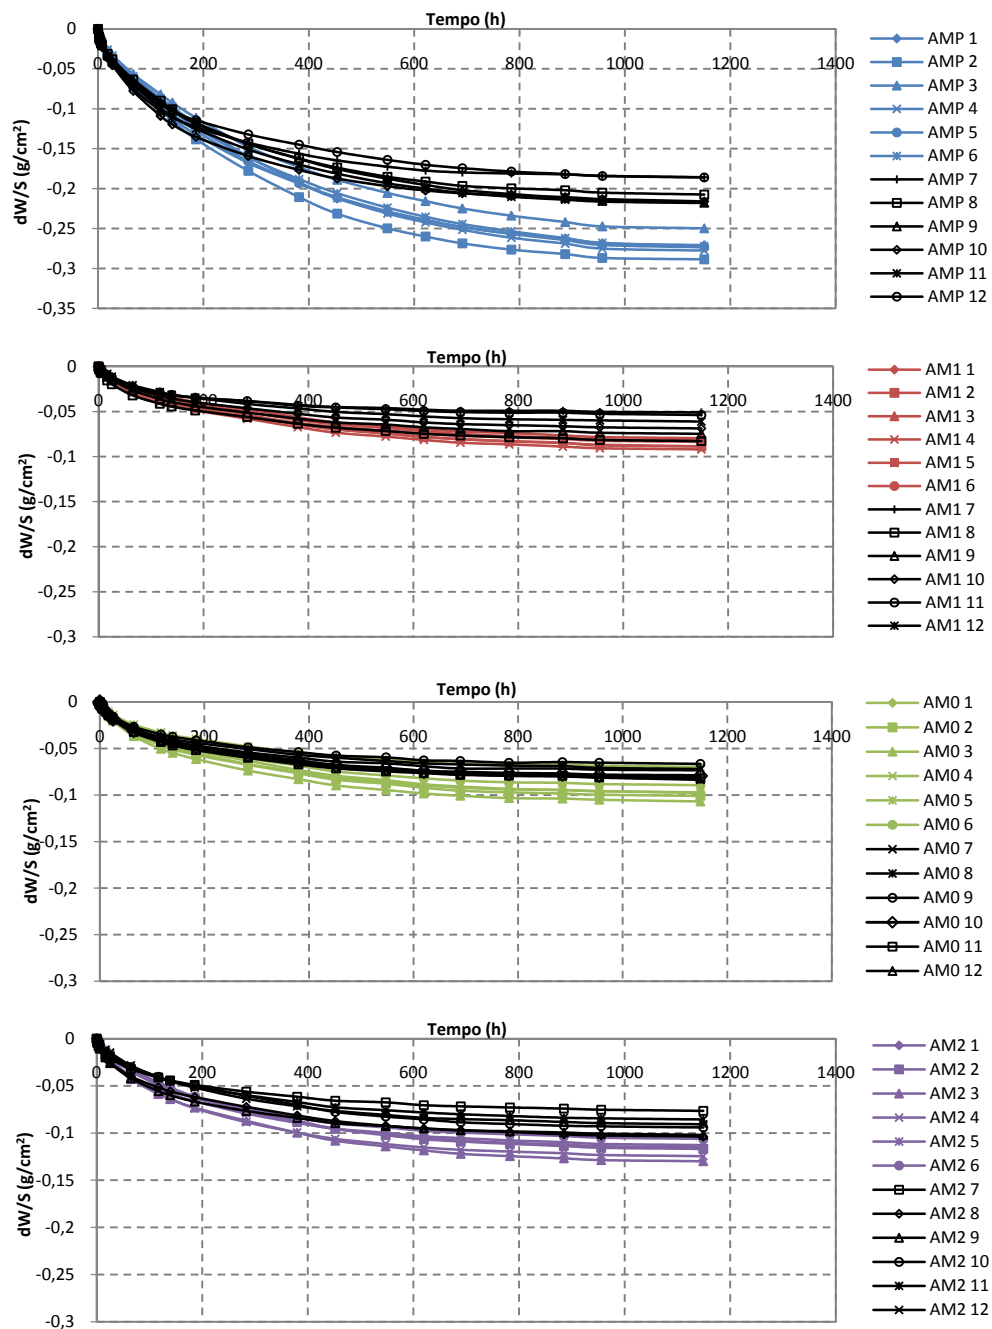 Tempo (h)
0
0 200 400 600 800 1000 1200 1400
-0,05
-0,1
-0,15
-0,2
-0,25
-0,3
-0,35
dW/S (g/cm²)
AMP 1
AMP 2
AMP 3
AMP 4
AMP 5
AMP 6
AMP 7
AMP 8
AMP 9
AMP 10
AMP 11
AMP 12
Tempo (h)
0
0 200 400 600 800 1000 1200 1400
-0,05
-0,1
-0,15
-0,2
-0,25
-0,3
dW/S (g/cm²)
AM1 1
AM1 2
AM1 3
AM1 4
AM1 5
AM1 6
AM1 7
AM1 8
AM1 9
AM1 10
AM1 11
AM1 12
Tempo (h)
0
0 200 400 600 800 1000 1200 1400
-0,05
-0,1
-0,15
-0,2
-0,25
-0,3
dW/S (g/cm²)
AM0 1
AM0 2
AM0 3
AM0 4
AM0 5
AM0 6
AM0 7
AM0 8
AM0 9
AM0 10
AM0 11
AM0 12
Tempo (h)
0
0 200 400 600 800 1000 1200 1400
-0,05
-0,1
-0,15
-0,2
-0,25
-0,3
dW/S (g/cm²)
AM2 1
AM2 2
AM2 3
AM2 4
AM2 5
AM2 6
AM2 7
AM2 8
AM2 9
AM2 10
AM2 11
AM2 12